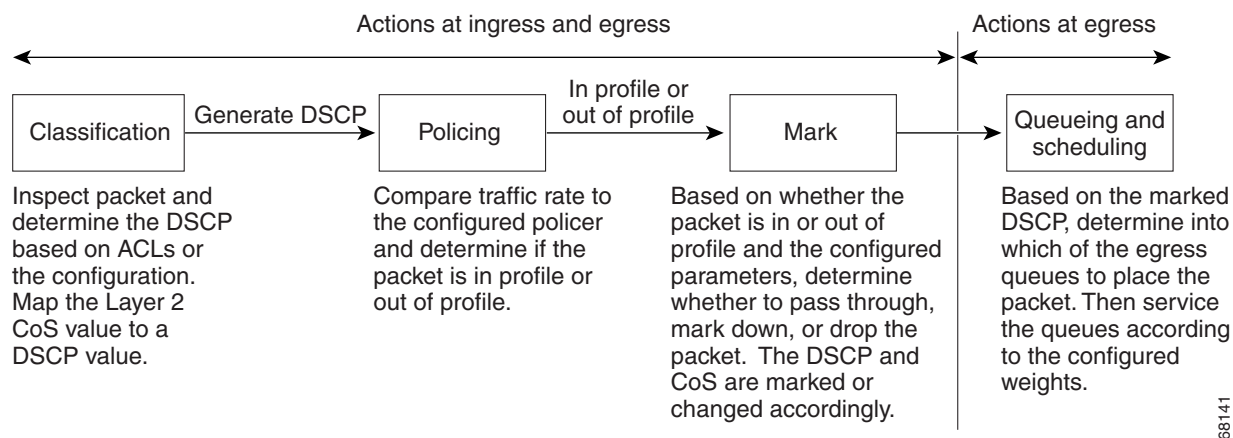 Actions at ingress and egress
Actions at egress
Classification
Generate DSCP
Policing
In profile or
out of profile
Mark
Queueing and
scheduling
Inspect packet and
determine the DSCP
based on ACLs or
the configuration.
Map the Layer 2
CoS value to a
DSCP value.
Compare traffic rate to
the configured policer
and determine if the
packet is in profile or
out of profile.
Based on whether the
packet is in or out of
profile and the configured
parameters, determine
whether to pass through,
mark down, or drop the
packet. The DSCP and
CoS are marked or
changed accordingly.
Based on the marked
DSCP, determine into
which of the egress
queues to place the
packet. Then service
the queues according
to the configured
weights.
68141